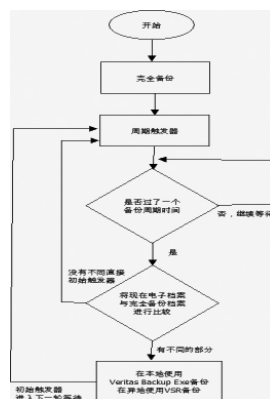 开始
完全备份
周期触发器
是否过了一个
备份周期时间
否，继续等待
是
没有不同直接
初始触发器
将现在电子档案
与完全备份档案
进行比较
有不同的部分
在本地使用
Veritas Backup Exe备份
在异地使用VSR备份
初始触发器
进入下一轮等待